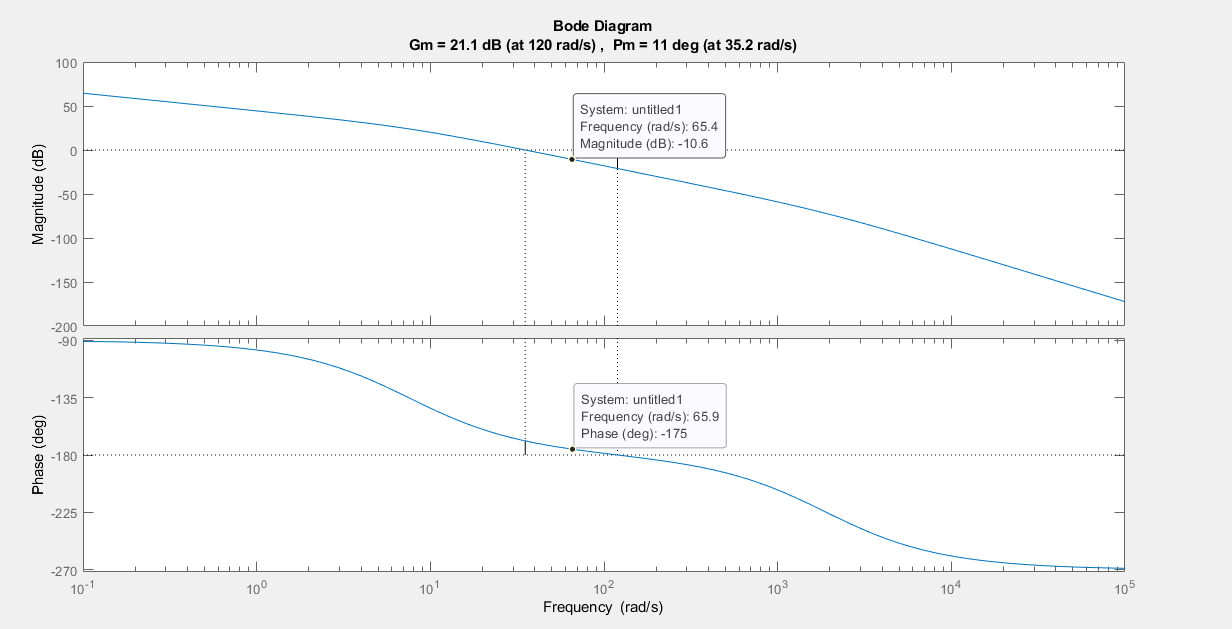 Bode Diagram
Gm = 21.1 dB (at 120 rad/s) ,  Pm = 11 deg (at 35.2 rad/s)
Magnitude (dB)
100
50
0
-50
-100
-150
-200
System: untitled1
Frequency (rad/s): 65.4
Magnitude (dB): -10.6
Phase (deg)
-90
-135
-180
-225
-270
System: untitled1
Frequency (rad/s): 65.9
Phase (deg): -175
10⁻¹ 10⁰ 10¹ 10² 10³ 10⁴ 10⁵
Frequency  (rad/s)